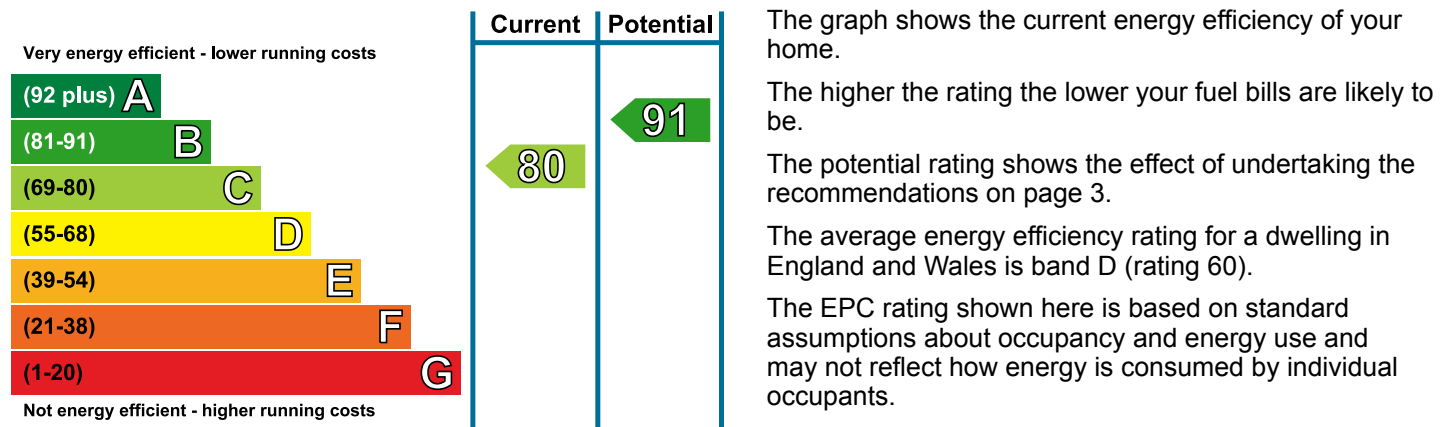 Current Potential
Very energy efficient - lower running costs
(92 plus) A
(81-91) B
(69-80) C
(55-68) D
(39-54) E
(21-38) F
(1-20) G
Not energy efficient - higher running costs
80
91
The graph shows the current energy efficiency of your
home.
The higher the rating the lower your fuel bills are likely to
be.
The potential rating shows the effect of undertaking the
recommendations on page 3.
The average energy efficiency rating for a dwelling in
England and Wales is band D (rating 60).
The EPC rating shown here is based on standard
assumptions about occupancy and energy use and
may not reflect how energy is consumed by individual
occupants.